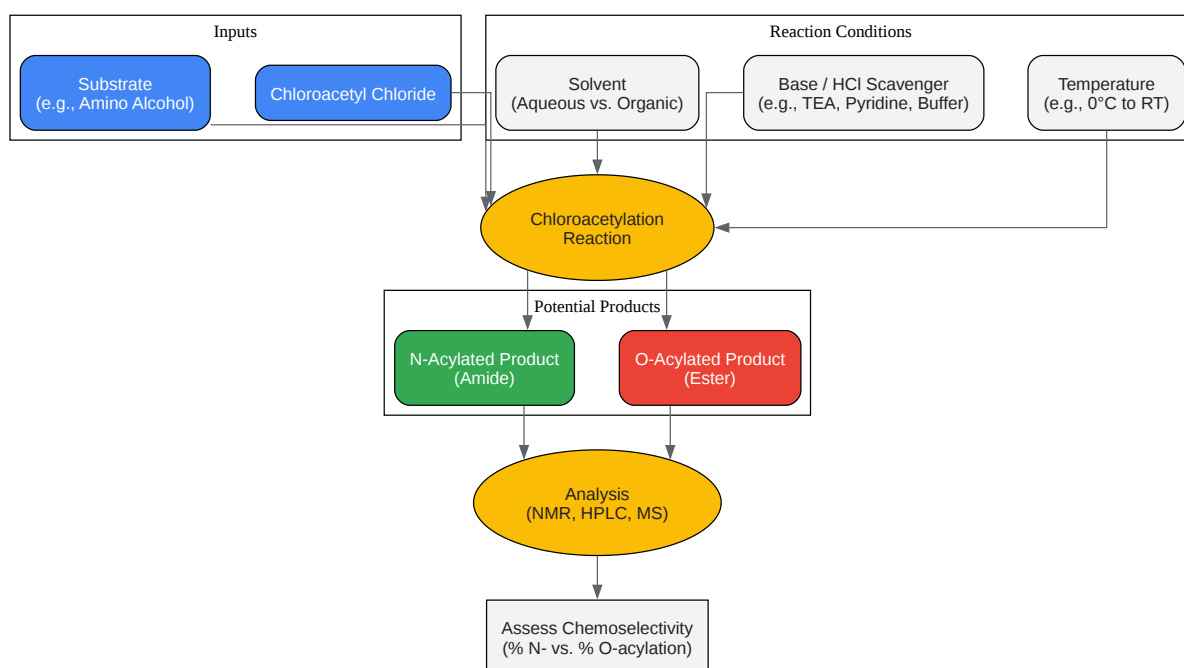 Inputs
Reaction Conditions
Substrate
(e.g., Amino Alcohol)
Chloroacetyl Chloride
Solvent
(Aqueous vs. Organic)
Base / HCl Scavenger
(e.g., TEA, Pyridine, Buffer)
Temperature
(e.g., 0°C to RT)
Chloroacetylation
Reaction
Potential Products
N-Acylated Product
(Amide)
O-Acylated Product
(Ester)
Analysis
(NMR, HPLC, MS)
Assess Chemoselectivity
(% N- vs. % O-acylation)